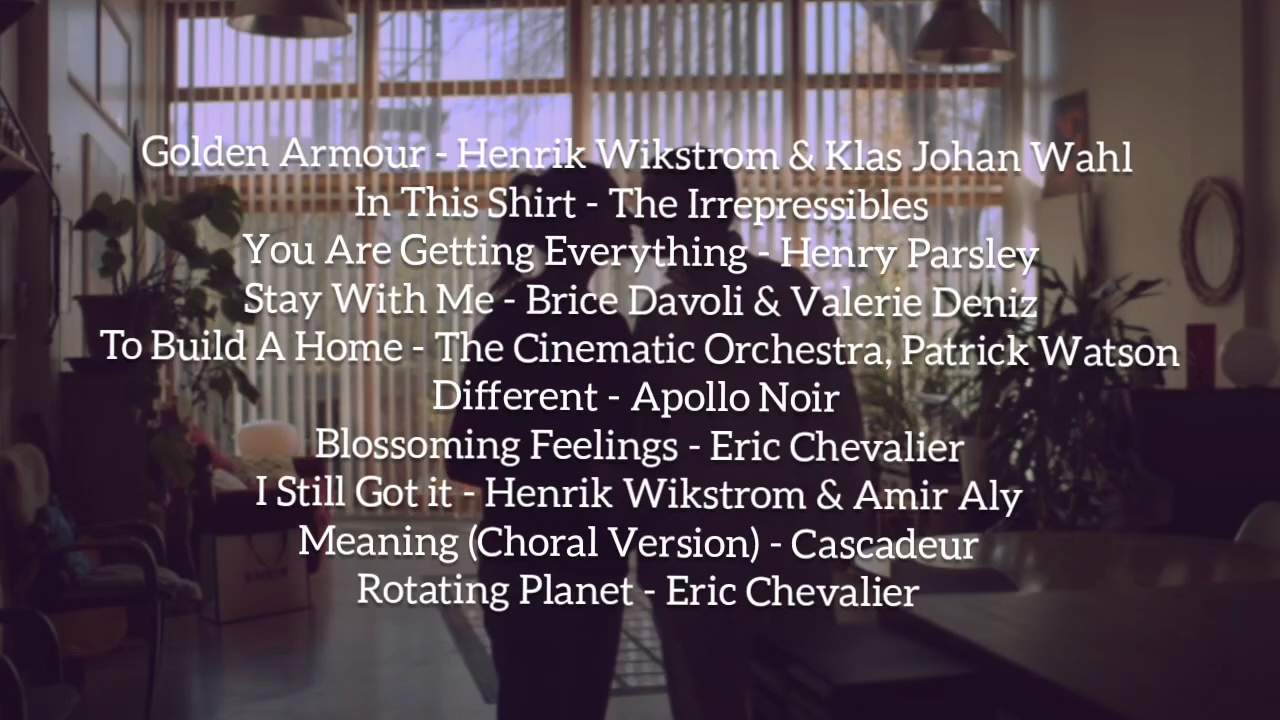 Golden Armour - Henrik Wikstrom & Klas Johan Wahl
In This Shirt - The Irrepressibles
You Are Getting Everything - Henry Parsley
Stay With Me - Brice Davoli & Valerie Deniz
To Build A Home - The Cinematic Orchestra, Patrick Watson
Different - Apollo Noir
Blossoming Feelings - Eric Chevalier
I Still Got it - Henrik Wikstrom & Amir Aly
Meaning (Choral Version) - Cascadeur
Rotating Planet - Eric Chevalier